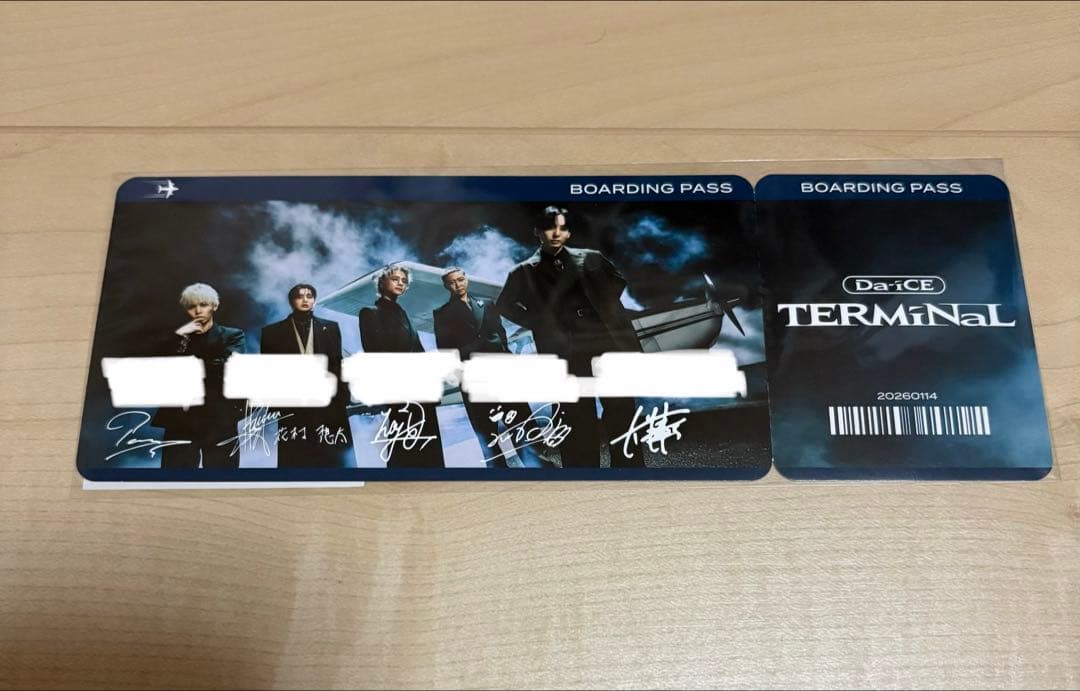 BOARDING PASS
花村 想太
BOARDING PASS
Da-iCE
TERMiNaL
20260114